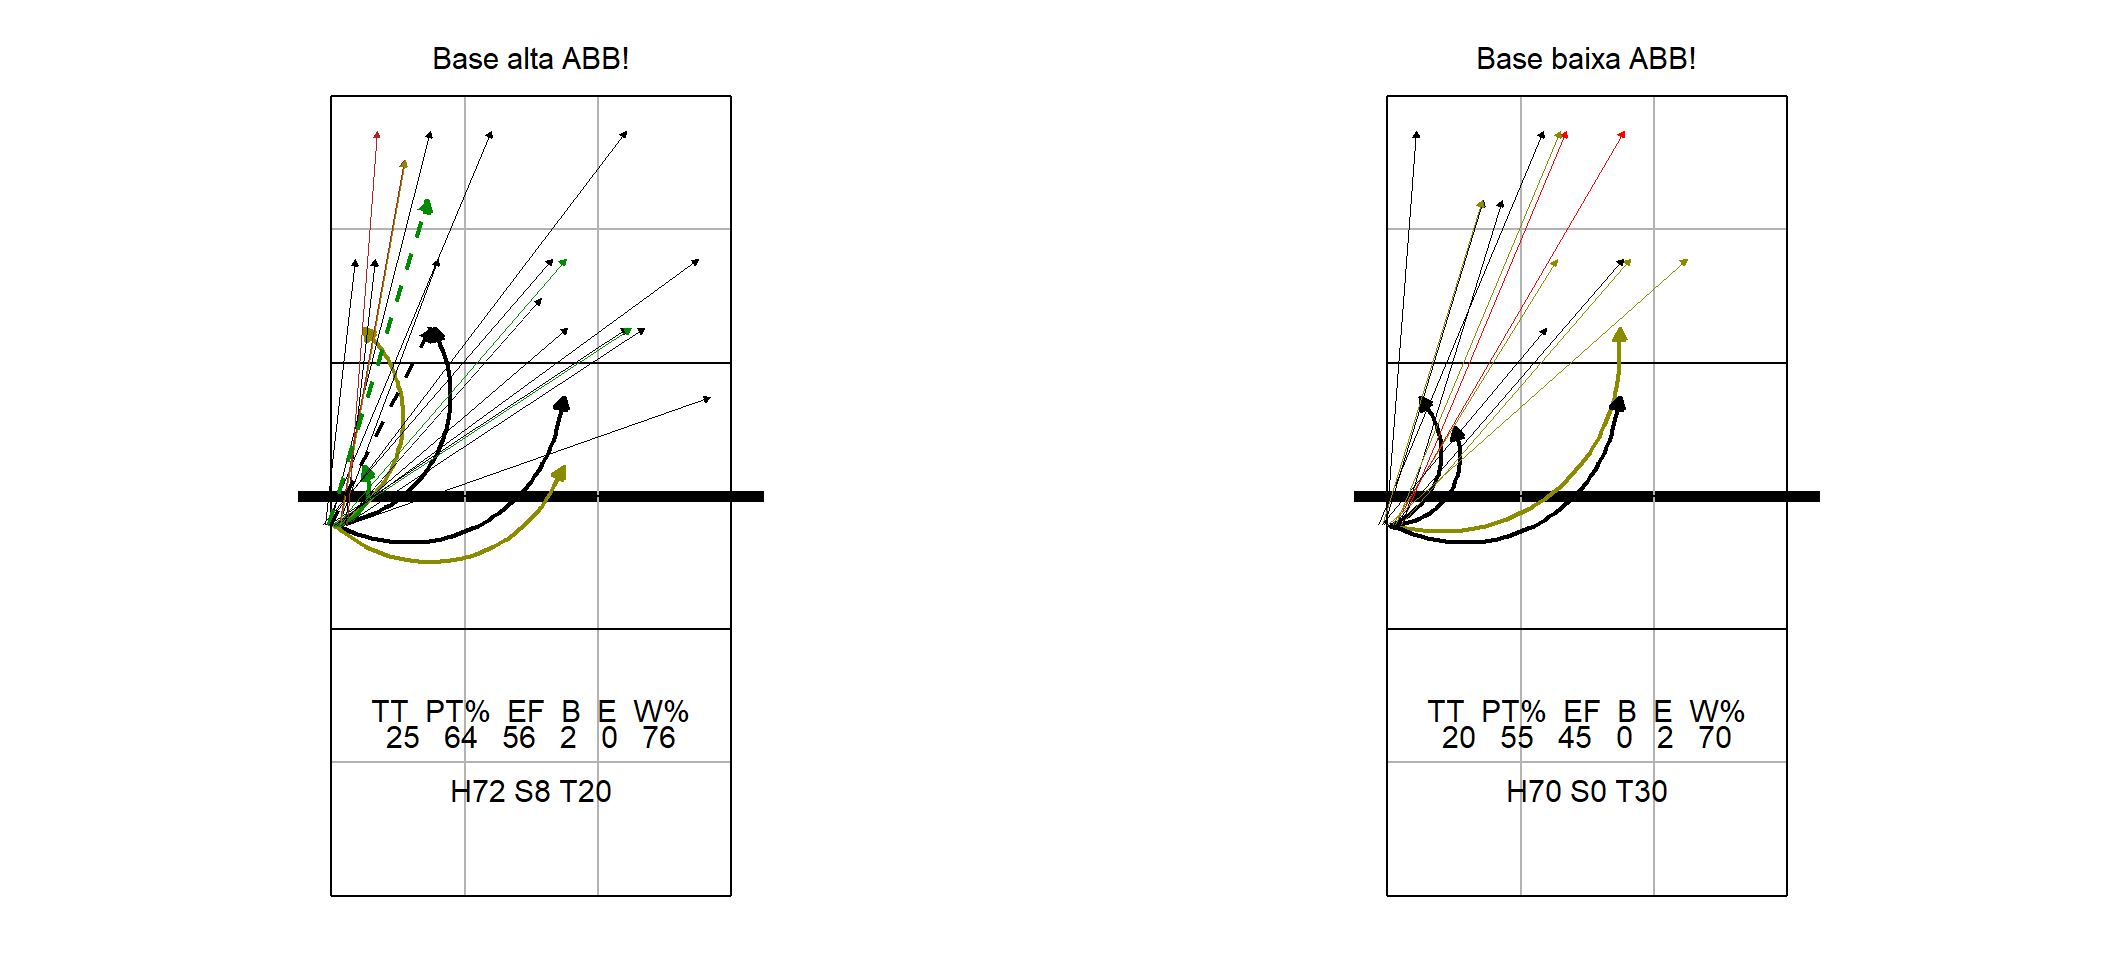 Base alta ABB!
TT PT% EF B E W%
25 64 56 2 0 76
H72 S8 T20
Base baixa ABB!
TT PT% EF B E W%
20 55 45 0 2 70
H70 S0 T30